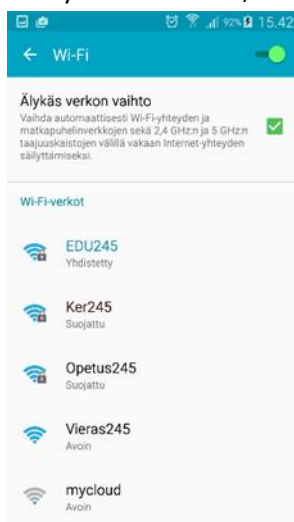 92% 15.42
Wi-Fi
Älykäs verkon vaihto
Vaihda automaattisesti Wi-Fi-yhteyden ja
matkapuhelinverkkojen sekä 2,4 GHz:n ja 5 GHz:n
taajuuskaistojen välillä vakaan Internet-yhteyden
säilyttämiseksi.
Wi-Fi-verkot
EDU245
Yhdistetty
Ker245
Suojattu
Opetus245
Suojattu
Vieras245
Avoin
mycloud
Avoin